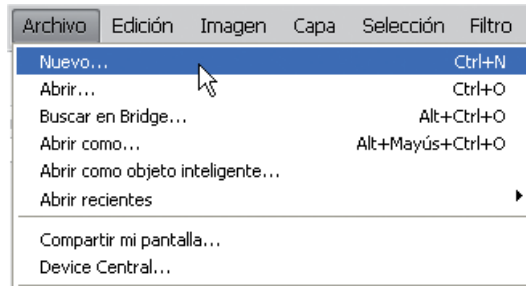 Archivo Edición Imagen Capa Selección Filtro
Nuevo... Ctrl+N
Abrir... Ctrl+O
Buscar en Bridge... Alt+Ctrl+O
Abrir como... Alt+Mayús+Ctrl+O
Abrir como objeto inteligente...
Abrir recientes
Compartir mi pantalla...
Device Central...